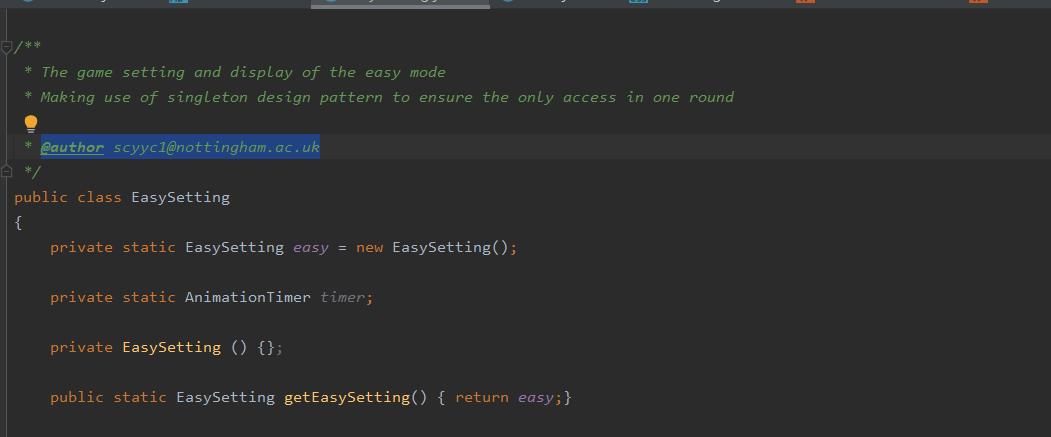 /**
* The game setting and display of the easy mode
* Making use of singleton design pattern to ensure the only access in one round
* @author scyyc1@nottingham.ac.uk
*/
public class EasySetting
{
private static EasySetting easy = new EasySetting();
private static AnimationTimer timer;
private EasySetting () {};
public static EasySetting getEasySetting() { return easy;}